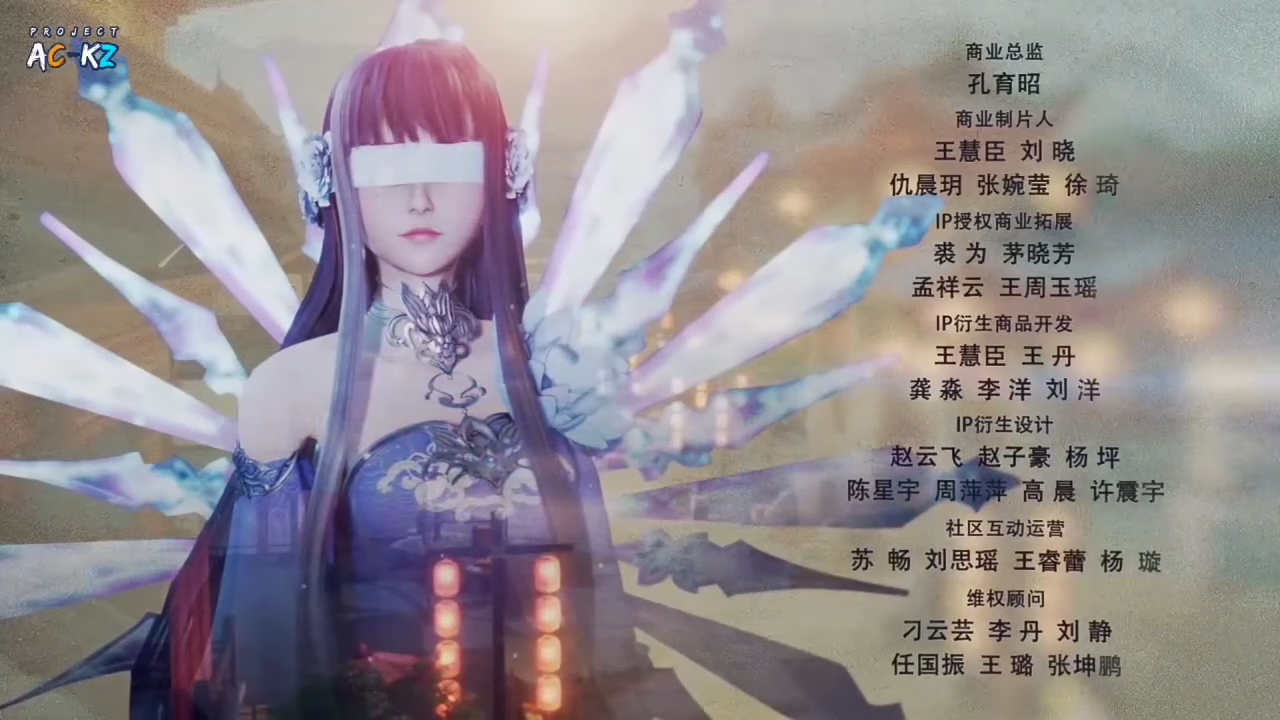 PROJECT
AC-KZ
商业总监
孔育昭
商业制片人
王慧臣 刘 晓
仇晨玥 张婉莹 徐 琦
IP授权商业拓展
裘 为 茅晓芳
孟祥云 王周玉瑶
IP衍生商品开发
王慧臣 王 丹
龚 淼 李 洋 刘 洋
IP衍生设计
赵云飞 赵子豪 杨 坪
陈星宇 周萍萍 高 晨 许震宇
社区互动运营
苏 畅 刘思瑶 王睿蕾 杨 璇
维权顾问
刁云芸 李 丹 刘 静
任国振 王 璐 张坤鹏